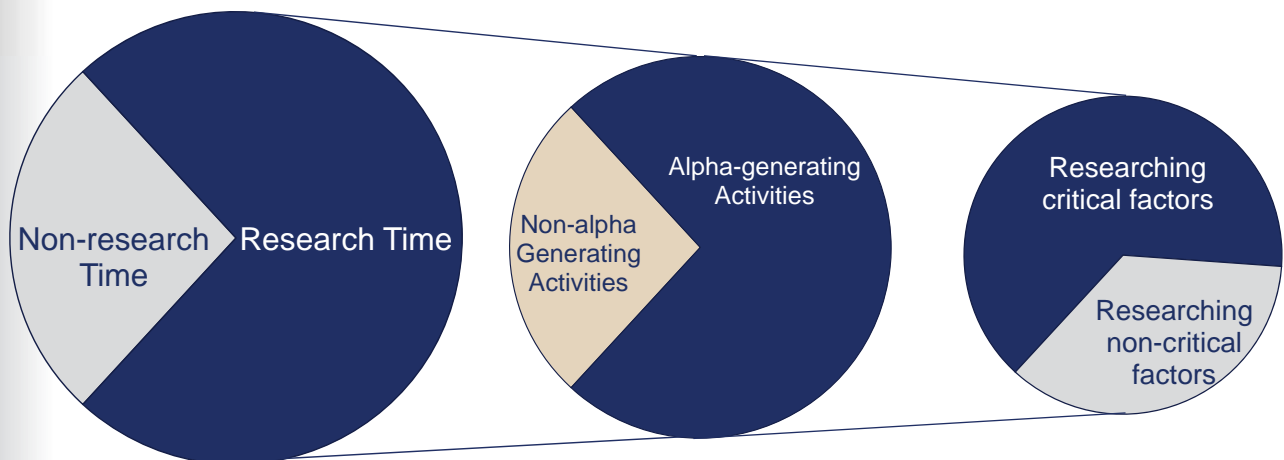 Non-research
Time
Research Time
Non-alpha
Generating
Activities
Alpha-generating
Activities
Researching
critical factors
Researching
non-critical
factors